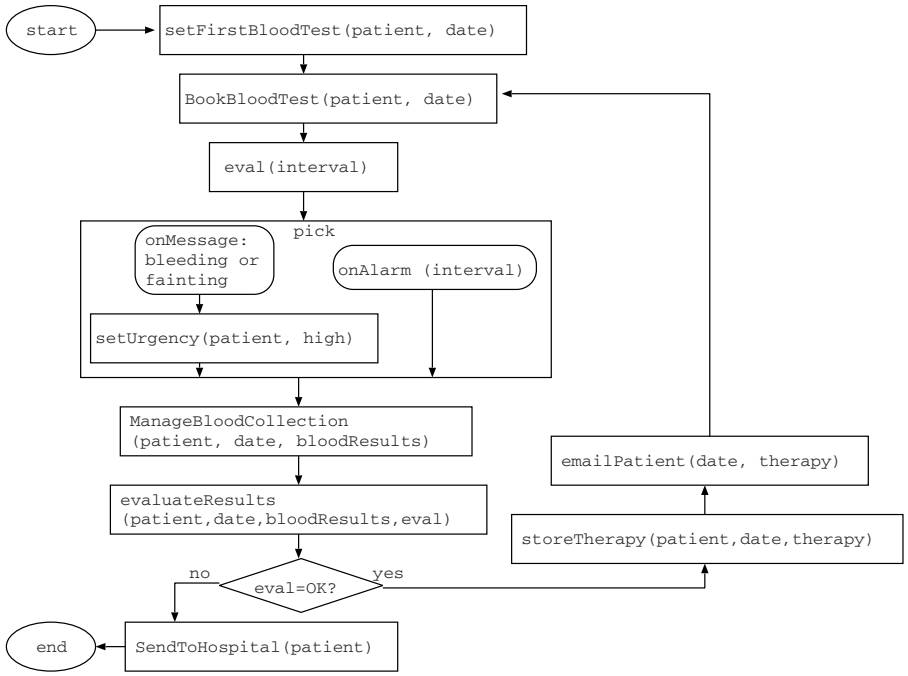 start
setFirstBloodTest(patient, date)
BookBloodTest(patient, date)
eval(interval)
pick
onMessage:
bleeding or
fainting
onAlarm (interval)
setUrgency(patient, high)
ManageBloodCollection
(patient, date, bloodResults)
emailPatient(date, therapy)
evaluateResults
(patient,date,bloodResults,eval)
storeTherapy(patient,date,therapy)
no
yes
eval=OK?
end
SendToHospital(patient)